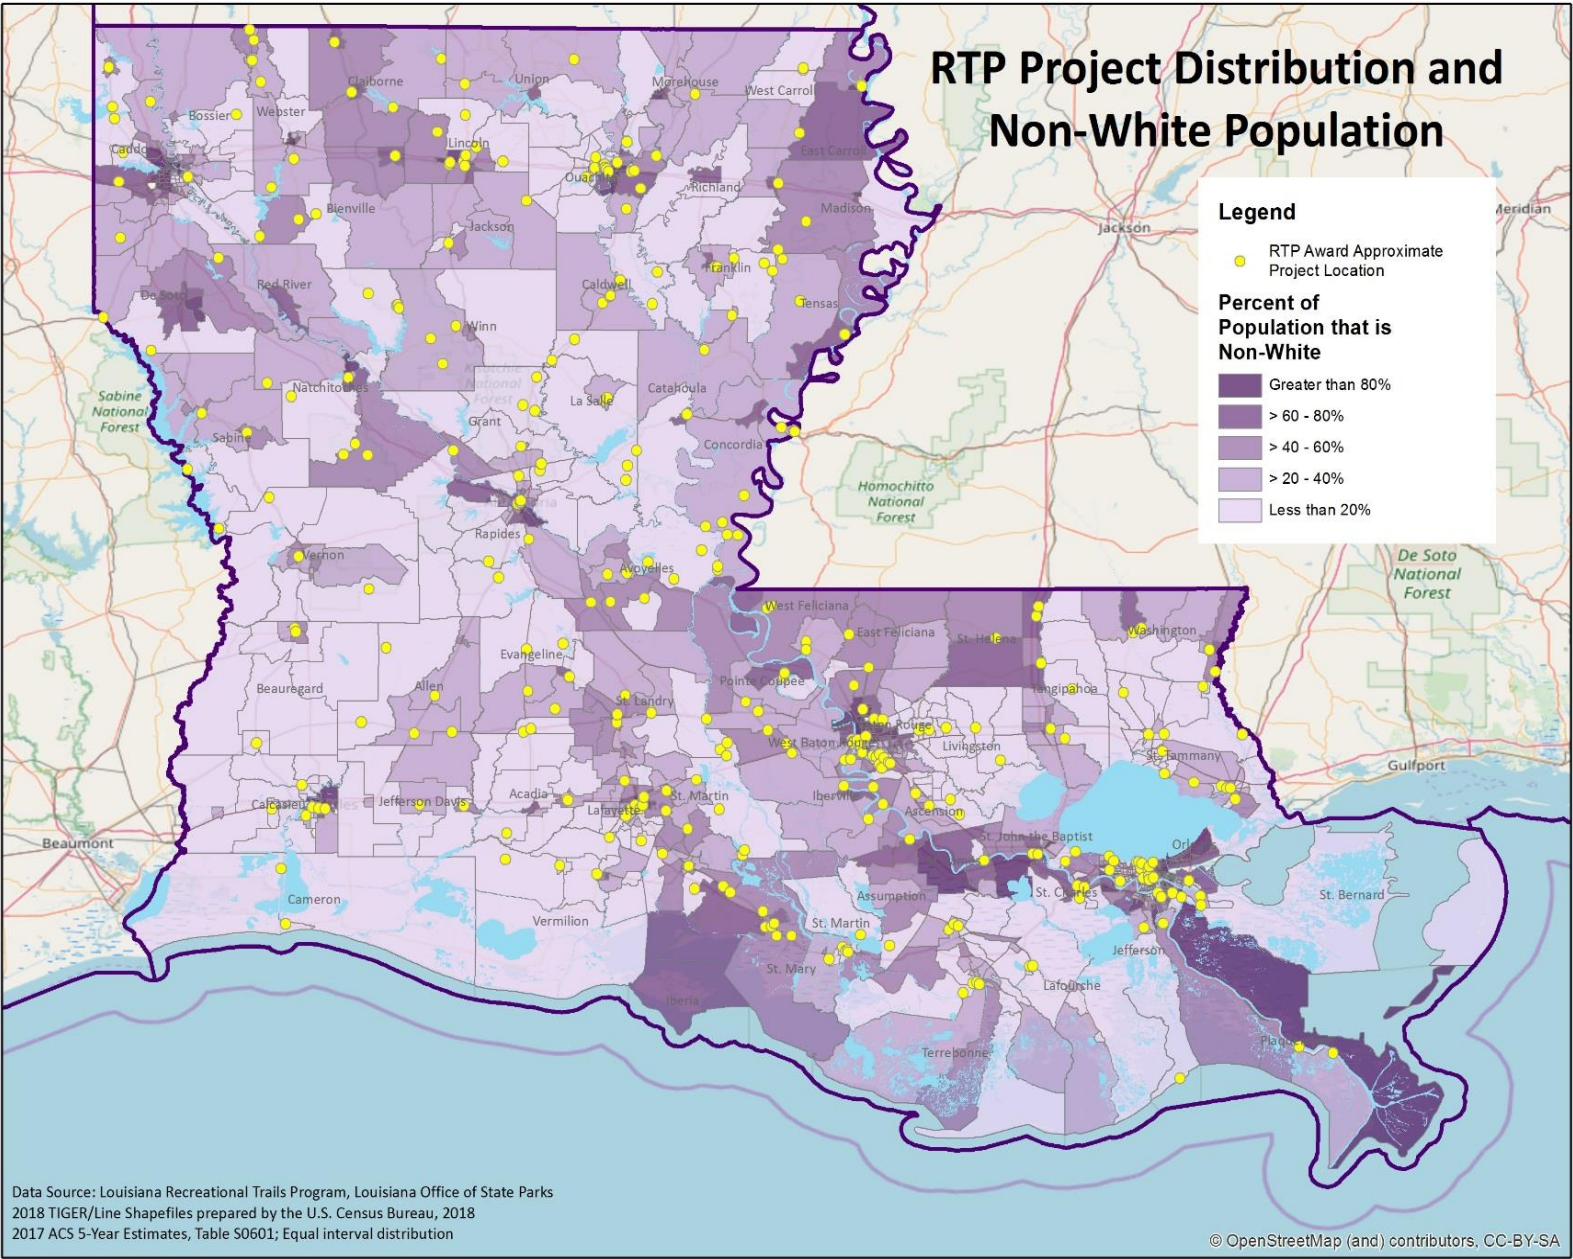 RTP Project Distribution and
Non-White Population
Legend
RTP Award Approximate
Project Location
Percent of
Population that is
Non-White
Greater than 80%
> 60 - 80%
> 40 - 60%
> 20 - 40%
Less than 20%
Claiborne
Union
Morehouse
West Carroll
Bossier
Webster
Caddo
Lincoln
East Carroll
Richland
Bienville
Madison
Jackson
Jackson
Meridian
Franklin
Caldwell
Red River
De Soto
Tensas
Winn
Kisatchie
National
Forest
Natchitoches
La Salle
Catahoula
Sabine
National
Forest
Grant
Sabine
Concordia
Homochitto
National
Forest
Rapides
Vernon
Avoyelles
De Soto
National
Forest
West Feliciana
East Feliciana
St. Helena
Washington
Evangeline
Beauregard
Allen
Pointe Coupee
Tangipahoa
St. Landry
West Baton Rouge
Livingston
St. Tammany
Gulfport
Calcasieu
Jefferson Davis
Acadia
Lafayette
St. Martin
Iberville
Ascension
Beaumont
St. John the Baptist
Cameron
Vermilion
Assumption
St. Charles
St. Bernard
St. Martin
Jefferson
St. Mary
Iberia
Lafourche
Terrebonne
Data Source: Louisiana Recreational Trails Program, Louisiana Office of State Parks
2018 TIGER/Line Shapefiles prepared by the U.S. Census Bureau, 2018
2017 ACS 5-Year Estimates, Table S0601; Equal interval distribution
© OpenStreetMap (and) contributors, CC-BY-SA